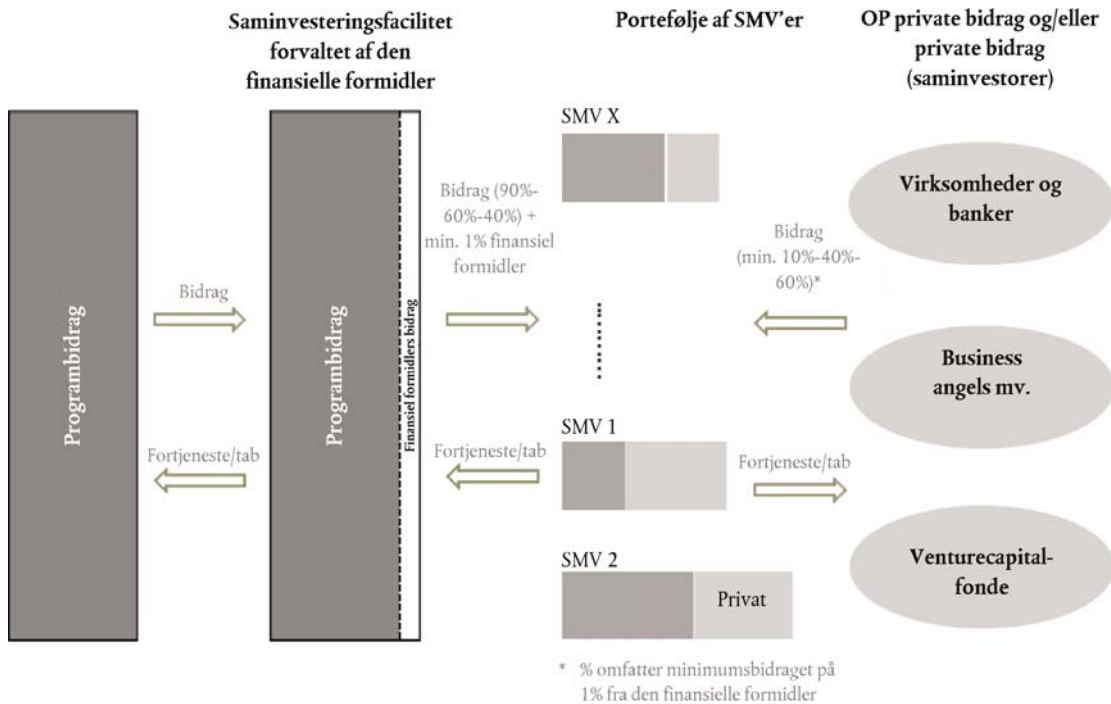 Saminvesteringsfacilitet
forvaltet af den
finansielle formidler
Portefølje af SMV’er
OP private bidrag og/eller
private bidrag
(saminvestorer)
Programbidrag
Bidrag
Fortjeneste/tab
Programbidrag
Finansiel formidlers bidrag
Bidrag (90%-
60%-40%) +
min. 1% finansiel
formidler
Fortjeneste/tab
SMV X
SMV 1
SMV 2
Privat
Bidrag
(min. 10%-40%-
60%)*
Fortjeneste/tab
Virksomheder og
banker
Business
angels mv.
Venturecapital-
fonde
* % omfatter minimumsbidraget på
1% fra den finansielle formidler